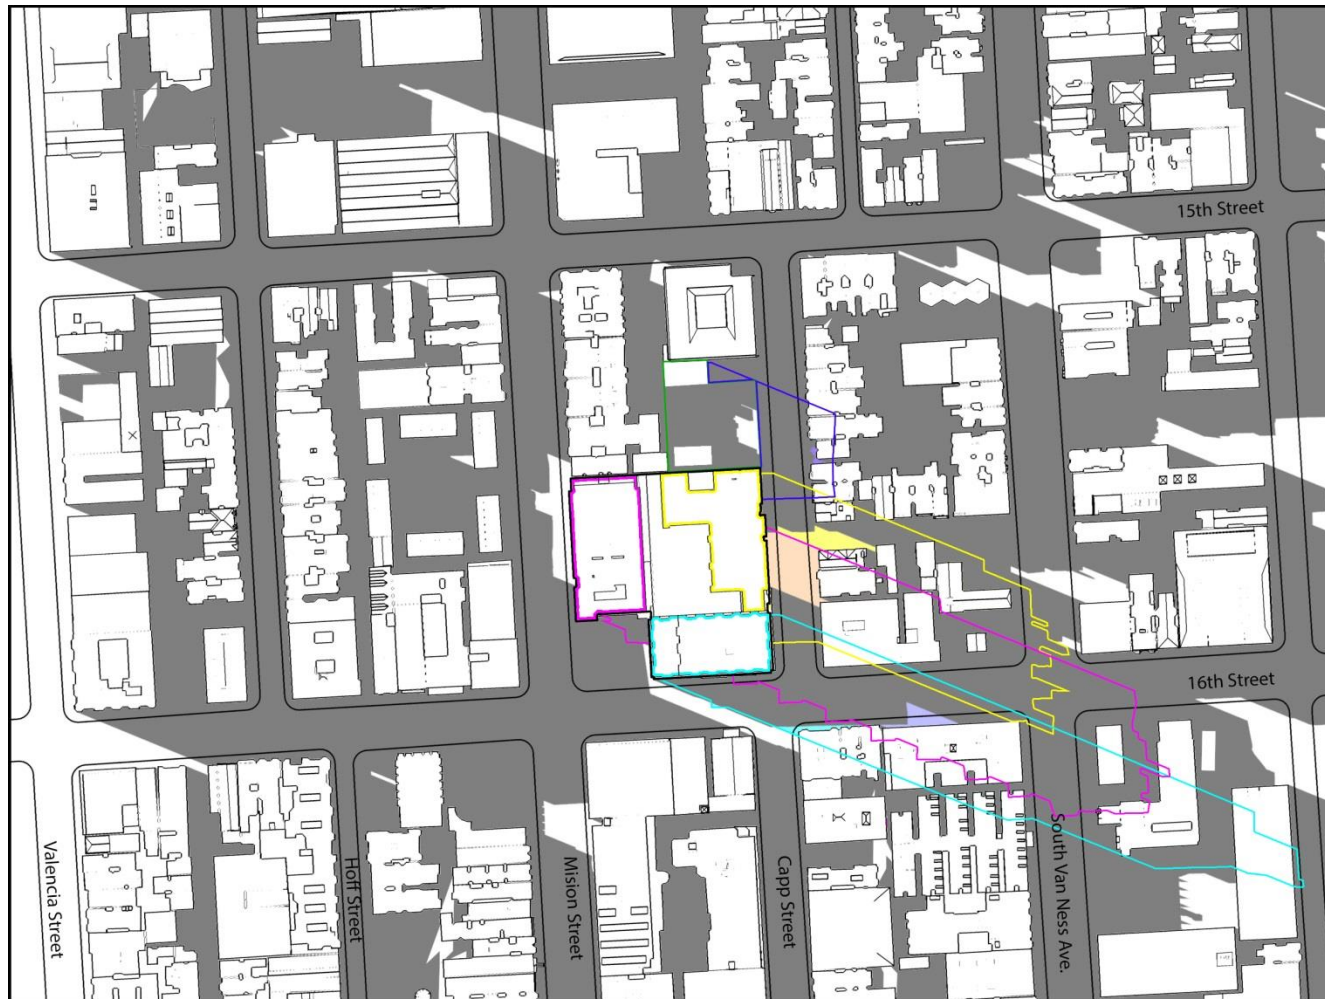 15th Street
16th Street
Valencia Street
Hoff Street
Mision Street
Capp Street
South Van Ness Ave.